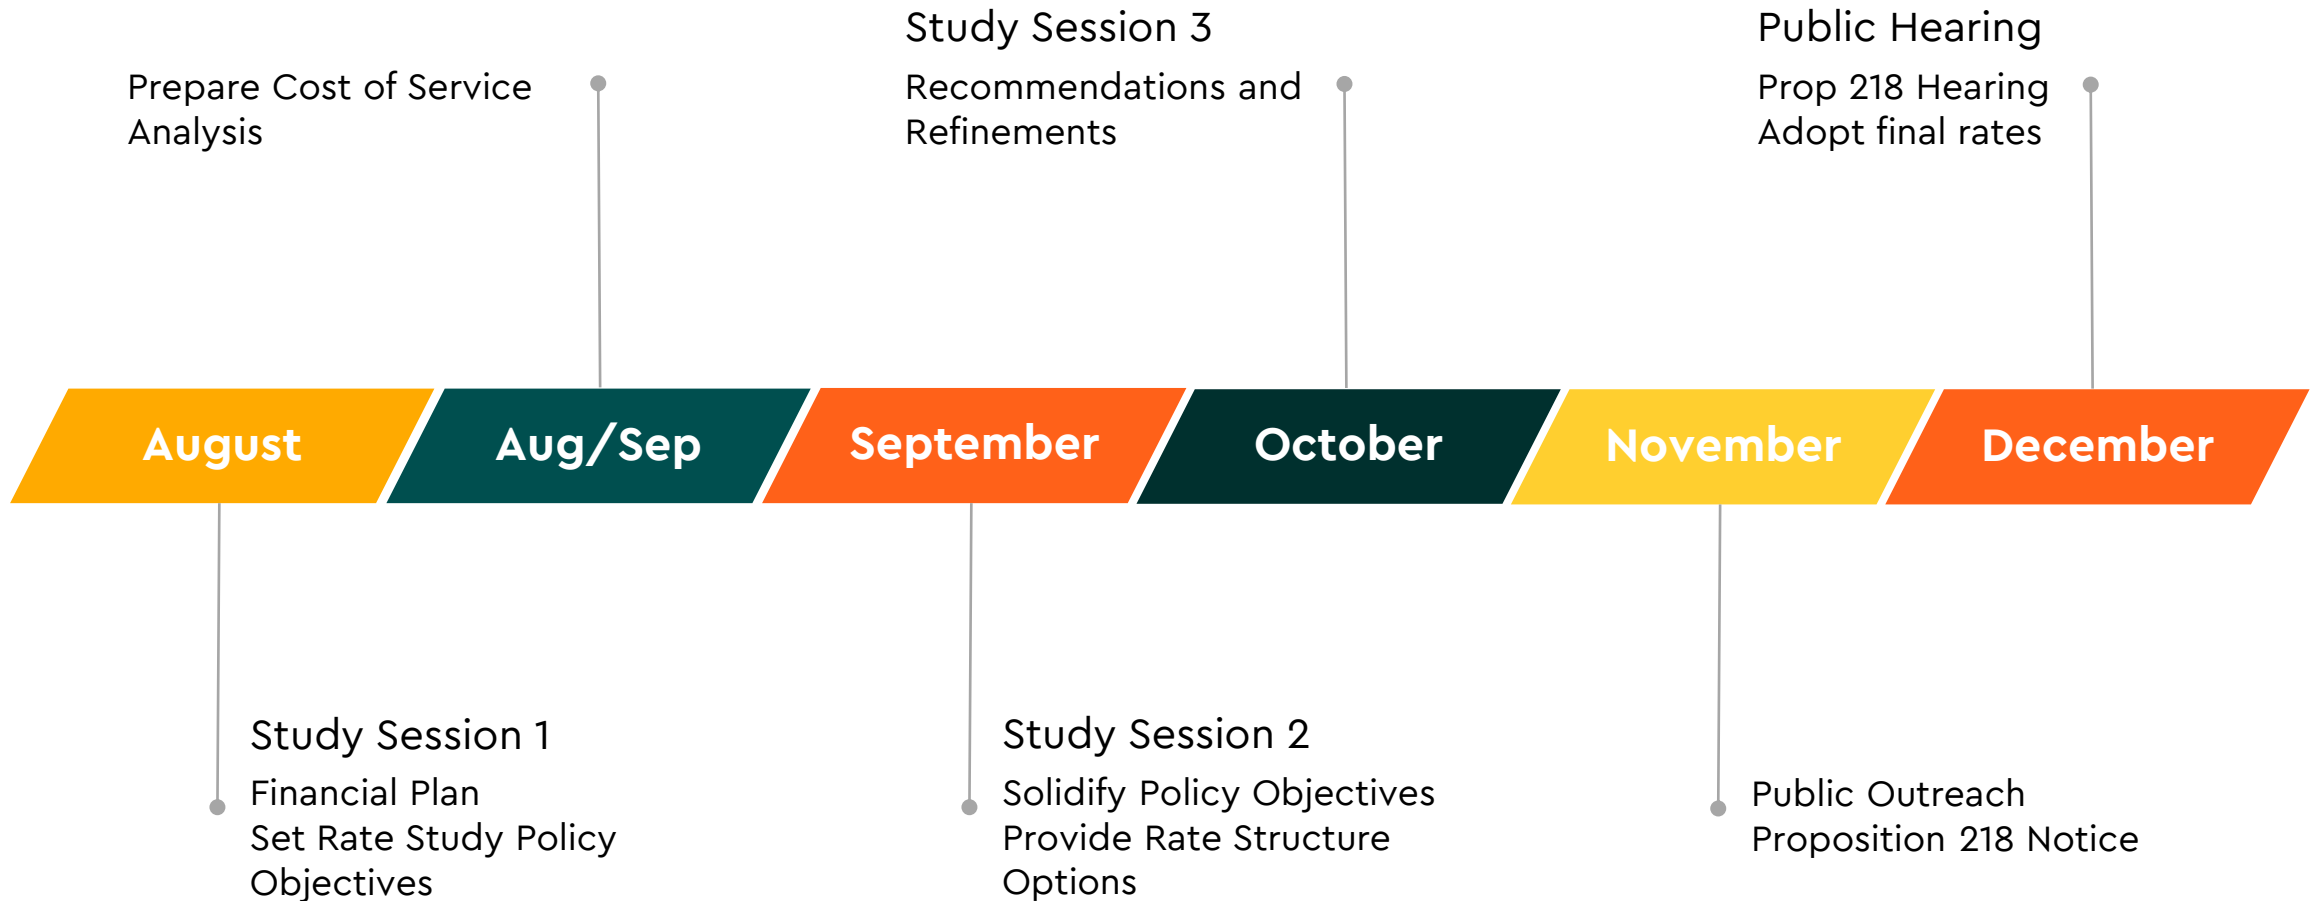 Study Session 3
Public Hearing
Prepare Cost of Service
Analysis
Recommendations and
Refinements
Prop 218 Hearing
Adopt final rates
August
Aug/Sep
September
October
November
December
Study Session 1
Financial Plan
Set Rate Study Policy
Objectives
Study Session 2
Solidify Policy Objectives
Provide Rate Structure
Options
Public Outreach
Proposition 218 Notice